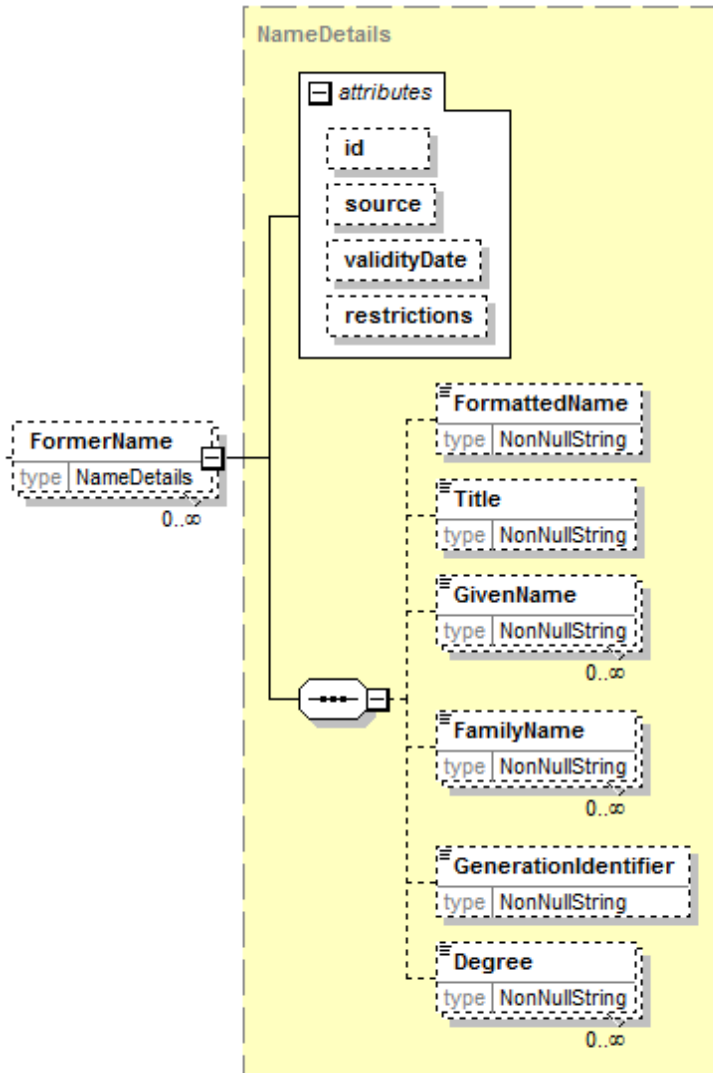 NameDetails
attributes
id
source
validityDate
restrictions
FormerName
type NameDetails
0..∞
FormattedName
type NonNullString
Title
type NonNullString
GivenName
type NonNullString
0..∞
FamilyName
type NonNullString
0..∞
GenerationIdentifier
type NonNullString
Degree
type NonNullString
0..∞